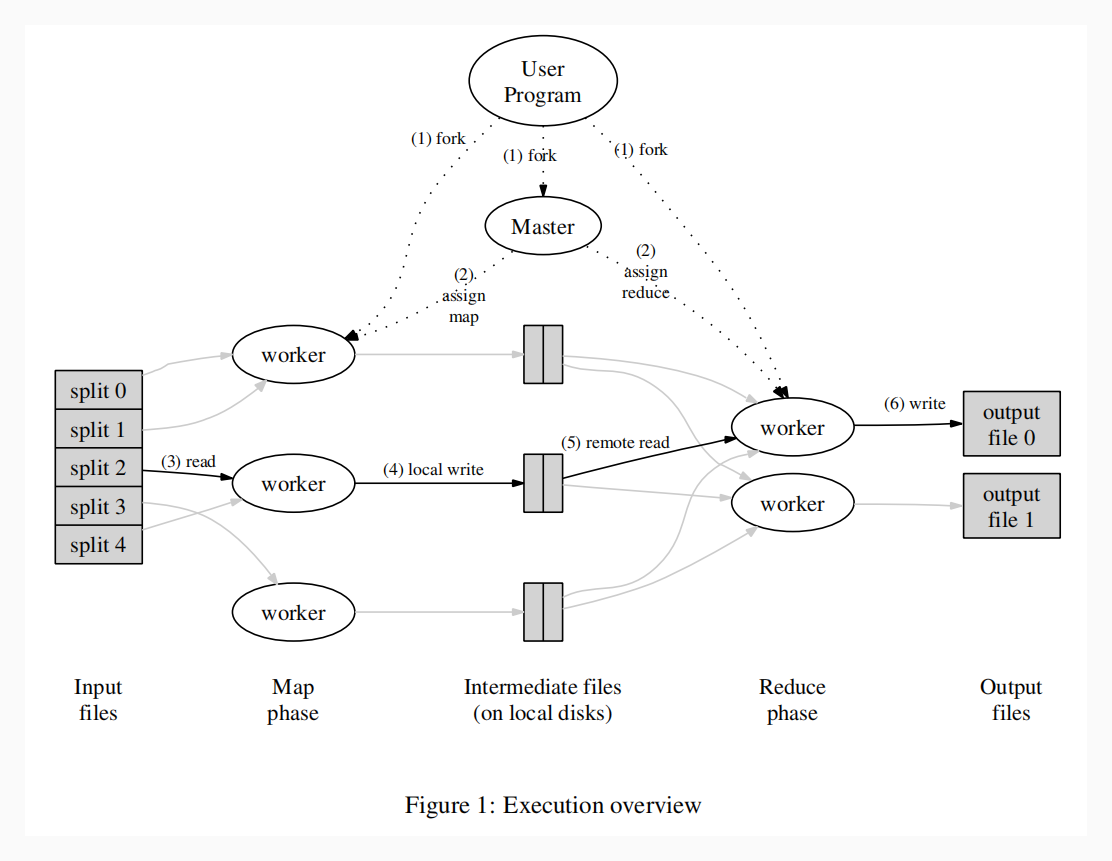 User
Program
(1) fork
(1) fork
(1) fork
Master
(2)
assign
map
(2)
assign
reduce
worker
split 0
split 1
split 2
split 3
split 4
(3) read
worker
(4) local write
worker
(5) remote read
worker
(6) write
worker
output
file 0
output
file 1
Input
files
Map
phase
Intermediate files
(on local disks)
Reduce
phase
Output
files
Figure 1: Execution overview